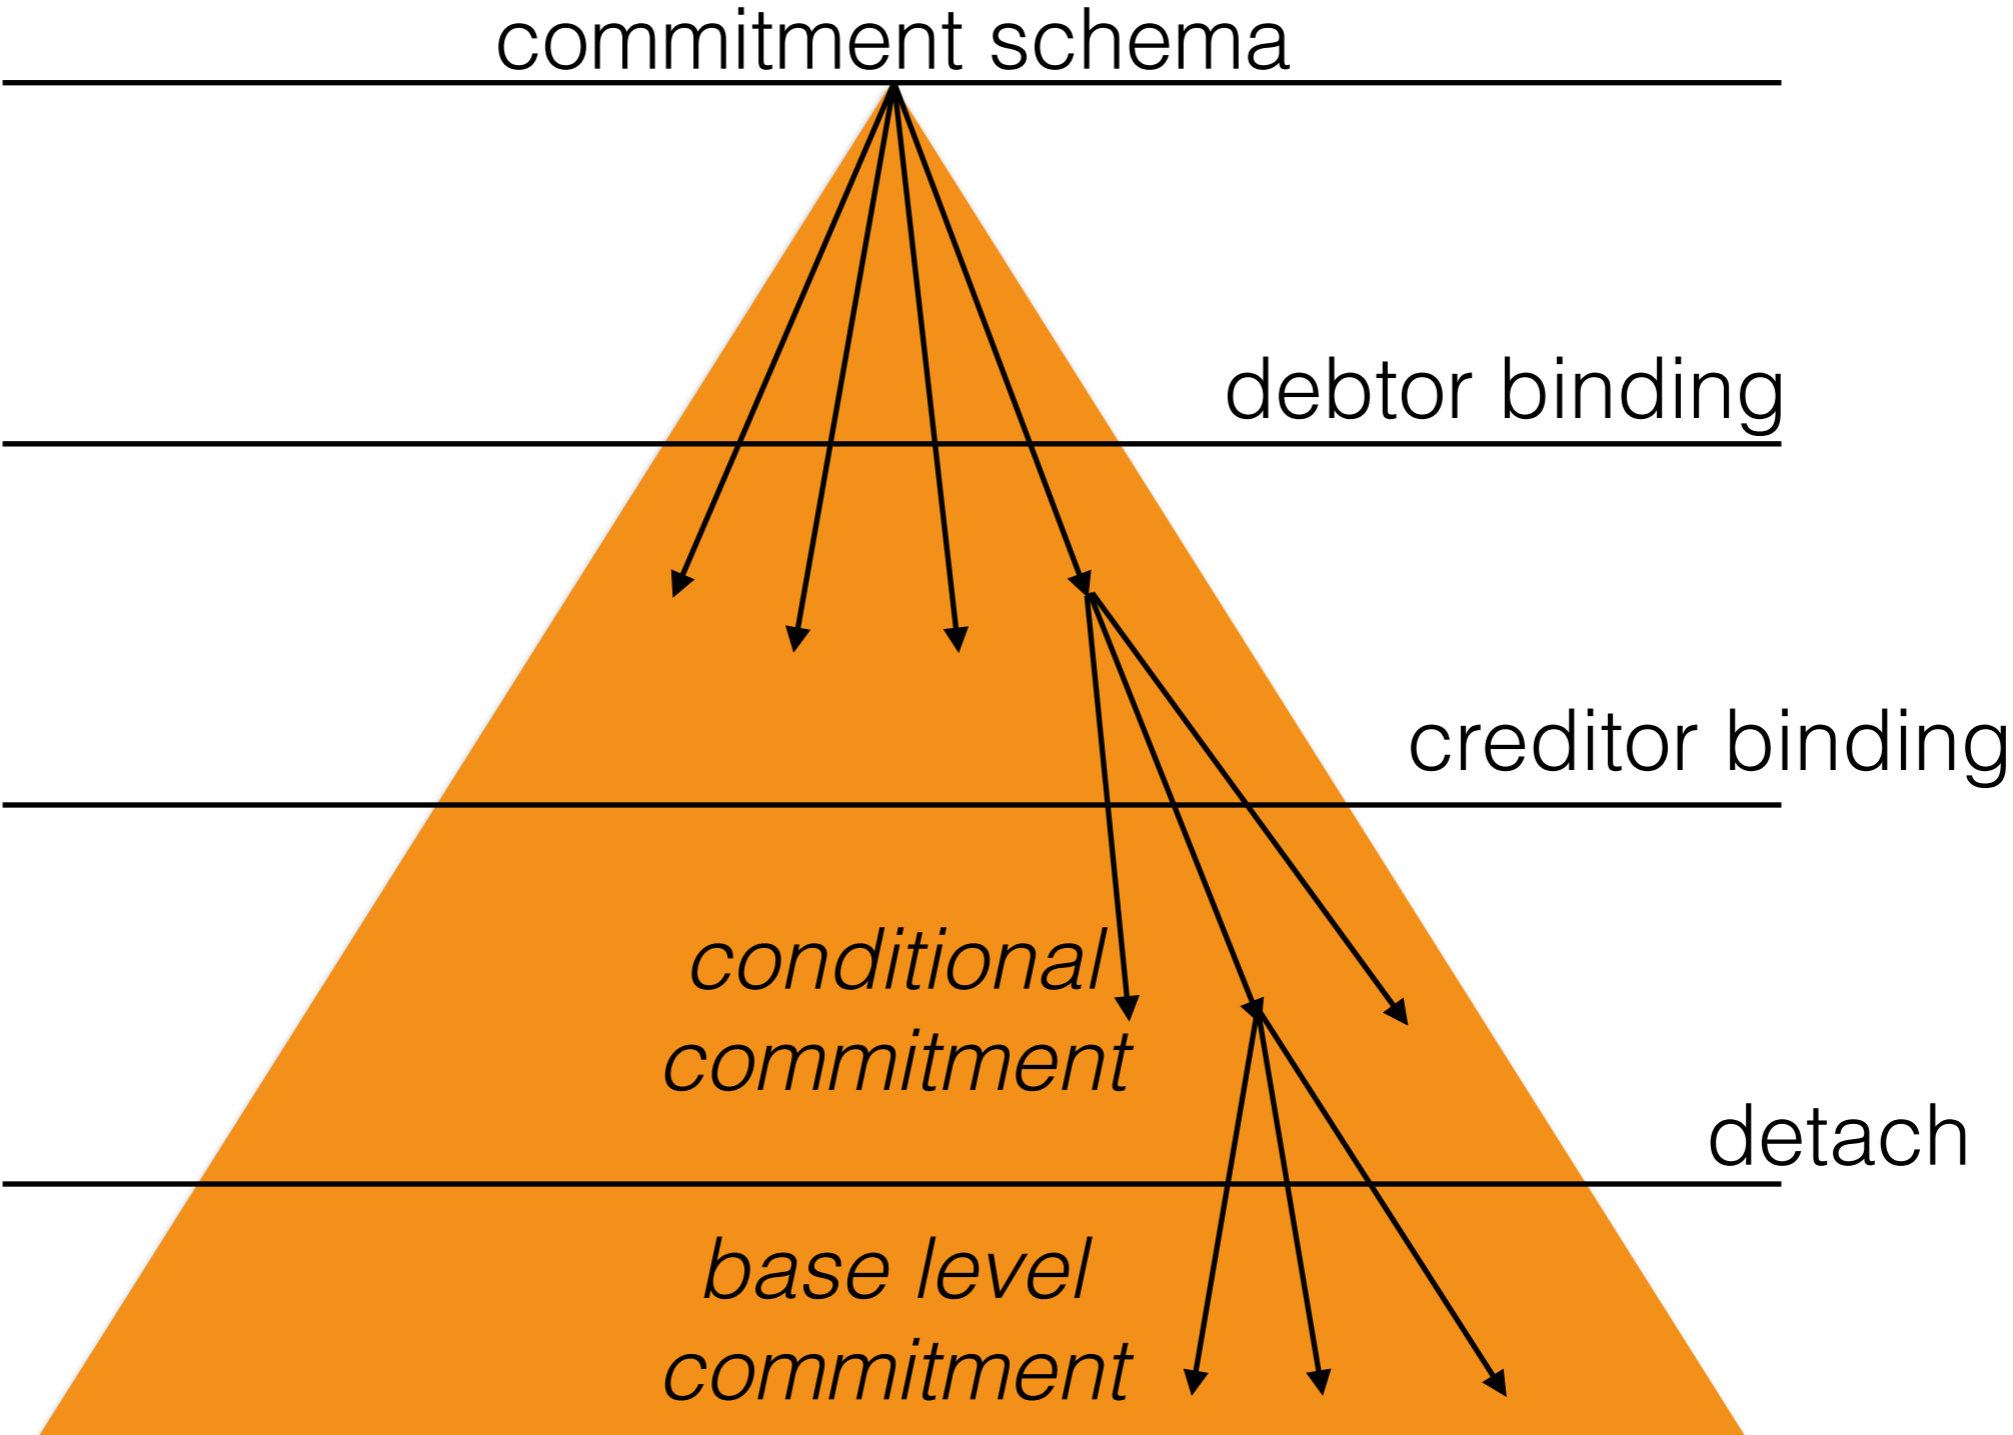 commitment schema
debtor binding
creditor binding
conditional
commitment
detach
base level
commitment